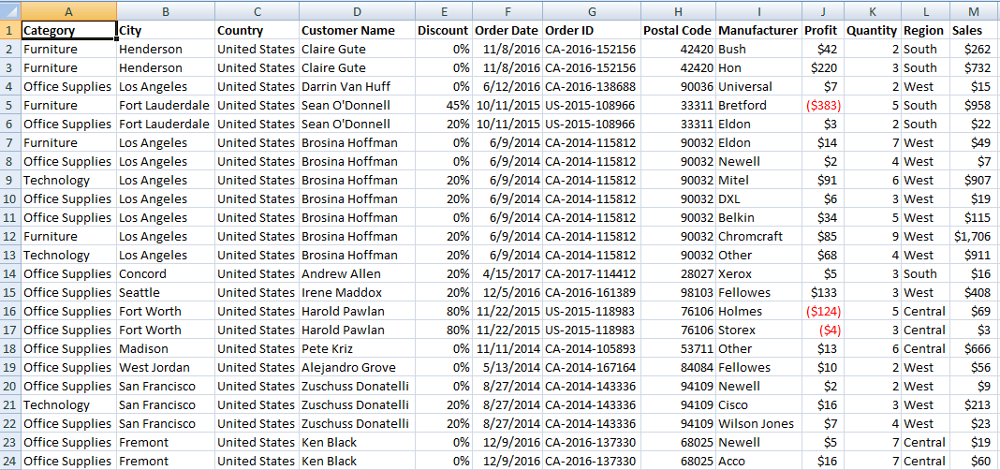 A B C D E F G H I J K L M
1 Category City Country Customer Name Discount Order Date Order ID Postal Code Manufacturer Profit Quantity Region Sales
2 Furniture Henderson United States Claire Gute 0% 11/8/2016 CA-2016-152156 42420 Bush $42 2 South $262
3 Furniture Henderson United States Claire Gute 0% 11/8/2016 CA-2016-152156 42420 Hon $220 3 South $732
4 Office Supplies Los Angeles United States Darrin Van Huff 0% 6/12/2016 CA-2016-138688 90036 Universal $7 2 West $15
5 Furniture Fort Lauderdale United States Sean O'Donnell 45% 10/11/2015 US-2015-108966 33311 Bretford ($383) 5 South $958
6 Office Supplies Fort Lauderdale United States Sean O'Donnell 20% 10/11/2015 US-2015-108966 33311 Eldon $3 2 South $22
7 Furniture Los Angeles United States Brosina Hoffman 0% 6/9/2014 CA-2014-115812 90032 Eldon $14 7 West $49
8 Office Supplies Los Angeles United States Brosina Hoffman 0% 6/9/2014 CA-2014-115812 90032 Newell $2 4 West $7
9 Technology Los Angeles United States Brosina Hoffman 20% 6/9/2014 CA-2014-115812 90032 Mitel $91 6 West $907
10 Office Supplies Los Angeles United States Brosina Hoffman 20% 6/9/2014 CA-2014-115812 90032 DXL $6 3 West $19
11 Office Supplies Los Angeles United States Brosina Hoffman 0% 6/9/2014 CA-2014-115812 90032 Belkin $34 5 West $115
12 Furniture Los Angeles United States Brosina Hoffman 20% 6/9/2014 CA-2014-115812 90032 Chromcraft $85 9 West $1,706
13 Technology Los Angeles United States Brosina Hoffman 20% 6/9/2014 CA-2014-115812 90032 Other $68 4 West $911
14 Office Supplies Concord United States Andrew Allen 20% 4/15/2017 CA-2017-114412 28027 Xerox $5 3 South $16
15 Office Supplies Seattle United States Irene Maddox 20% 12/5/2016 CA-2016-161389 98103 Fellowes $133 3 West $408
16 Office Supplies Fort Worth United States Harold Pawlan 80% 11/22/2015 US-2015-118983 76106 Holmes ($124) 5 Central $69
17 Office Supplies Fort Worth United States Harold Pawlan 80% 11/22/2015 US-2015-118983 76106 Storex ($4) 3 Central $3
18 Office Supplies Madison United States Pete Kriz 0% 11/11/2014 CA-2014-105893 53711 Other $13 6 Central $666
19 Office Supplies West Jordan United States Alejandro Grove 0% 5/13/2014 CA-2014-167164 84084 Fellowes $10 2 West $56
20 Office Supplies San Francisco United States Zuschuss Donatelli 0% 8/27/2014 CA-2014-143336 94109 Newell $2 2 West $9
21 Technology San Francisco United States Zuschuss Donatelli 20% 8/27/2014 CA-2014-143336 94109 Cisco $16 3 West $213
22 Office Supplies San Francisco United States Zuschuss Donatelli 20% 8/27/2014 CA-2014-143336 94109 Wilson Jones $7 4 West $23
23 Office Supplies Fremont United States Ken Black 0% 12/9/2016 CA-2016-137330 68025 Newell $5 7 Central $19
24 Office Supplies Fremont United States Ken Black 0% 12/9/2016 CA-2016-137330 68025 Acco $16 7 Central $60